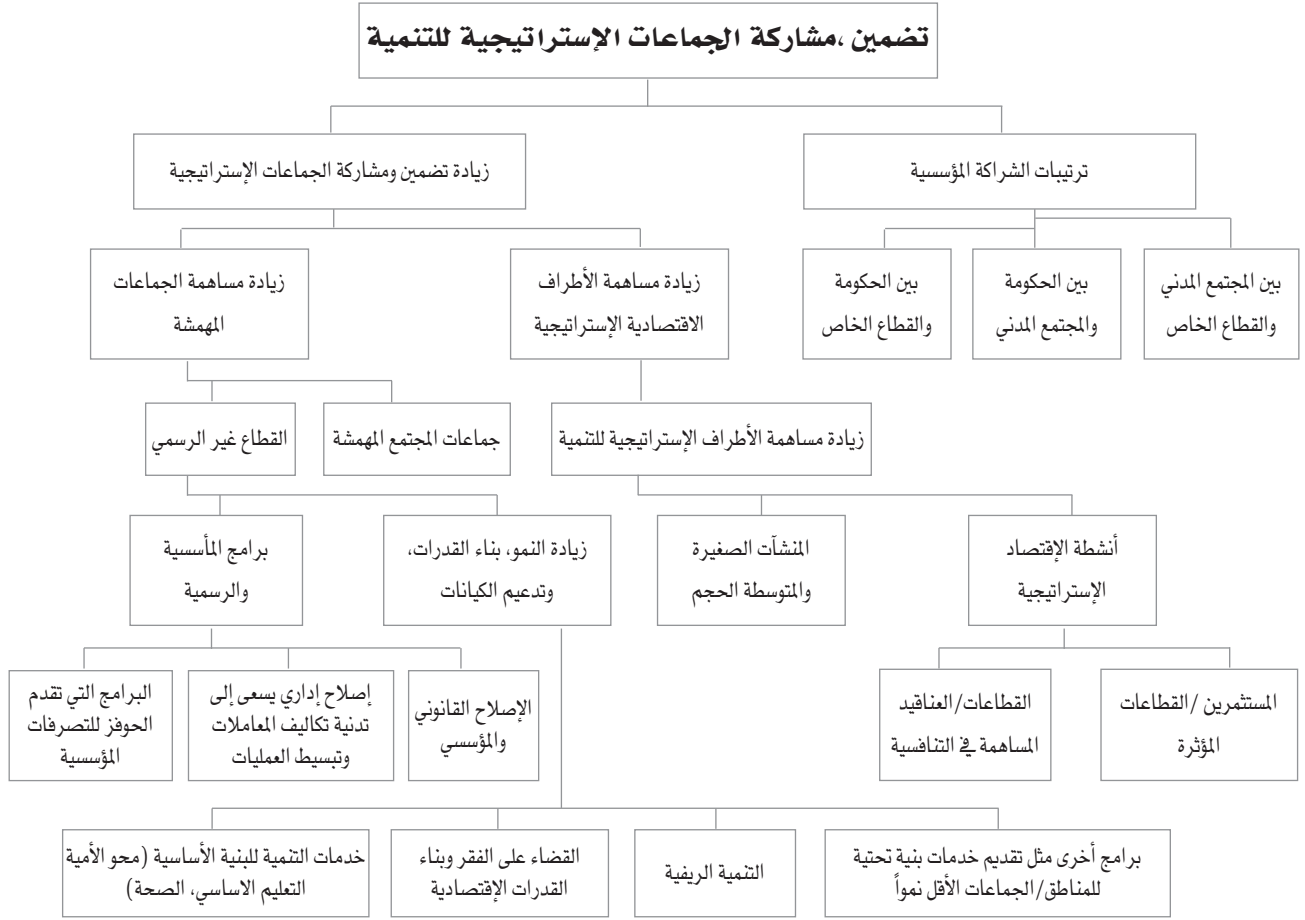 تضمين ،مشاركة الجماعات الإستراتيجية للتنمية
ترتيبات الشراكة المؤسسية
زيادة تضمين ومشاركة الجماعات الإستراتيجية
بين المجتمع المدني
والقطاع الخاص
بين الحكومة
والمجتمع المدني
بين الحكومة
والقطاع الخاص
زيادة مساهمة الأطراف
الاقتصادية الإستراتيجية
زيادة مساهمة الجماعات
المهمشة
زيادة مساهمة الأطراف الإستراتيجية للتنمية
جماعات المجتمع المهمشة
القطاع غير الرسمي
أنشطة الإقتصاد
الإستراتيجية
المنشآت الصغيرة
والمتوسطة الحجم
زيادة النمو، بناء القدرات،
وتدعيم الكيانات
برامج المأسسية
والرسمية
المستثمرين /القطاعات
المؤثرة
القطاعات/العناقيد
المساهمة في التنافسية
الإصلاح القانوني
والمؤسسي
إصلاح إداري يسعى إلى
تدنية تكاليف المعاملات
وتبسيط العمليات
البرامج التي تقدم
الحوفز للتصرفات
المؤسسية
برامج أخرى مثل تقديم خدمات بنية تحتية
للمناطق/الجماعات الأقل نمواً
التنمية الريفية
القضاء على الفقر وبناء
القدرات الإقتصادية
خدمات التنمية للبنية الأساسية (محو الأمية
التعليم الاساسي، الصحة)